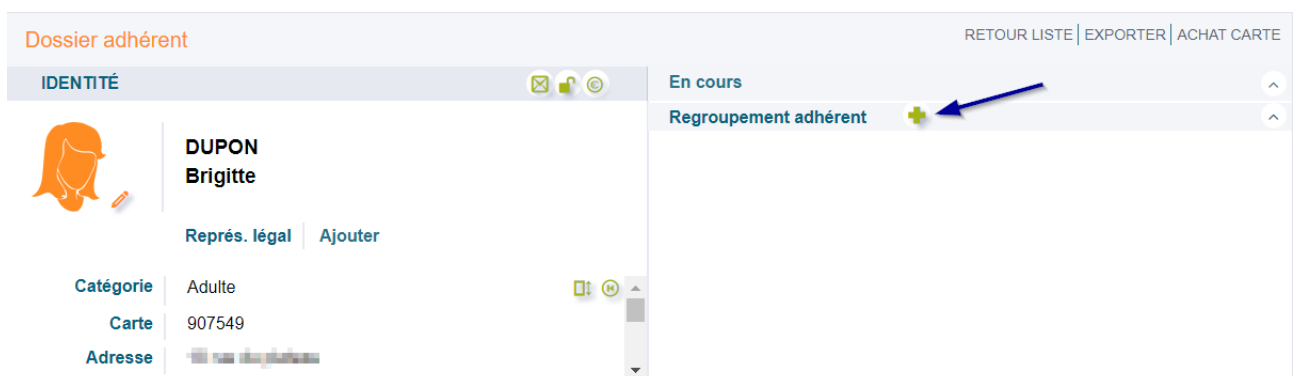 Dossier adhérent
RETOUR LISTE | EXPORTER | ACHAT CARTE
IDENTITÉ
DUPON
Brigitte
Représ. légal Ajouter
Catégorie Adulte
Carte 907549
Adresse
En cours
Regroupement adhérent